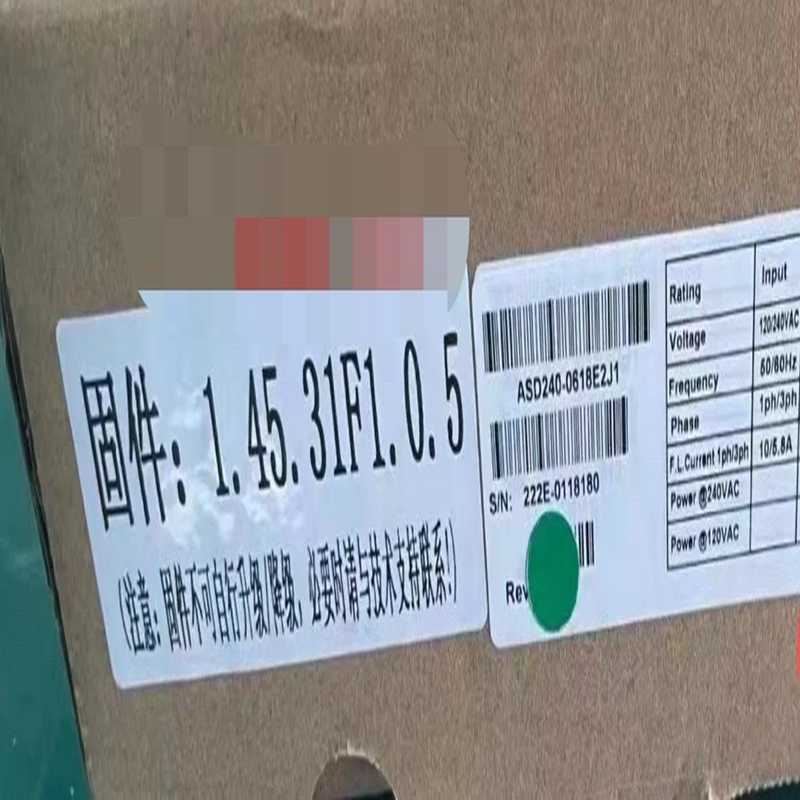 固件：1.45.31F1.0.5
（注意：固件不可自行升级/降级，必要时请与技术支持联系！）
ASD240-0618E2J1
S/N: 222E-0118180
Rev
Rating Input
Voltage 120/240VAC
Frequency 50/60Hz
Phase 1ph/3ph
F.L.Current 1ph/3ph 10/5.8A
Power @240VAC
Power @120VAC